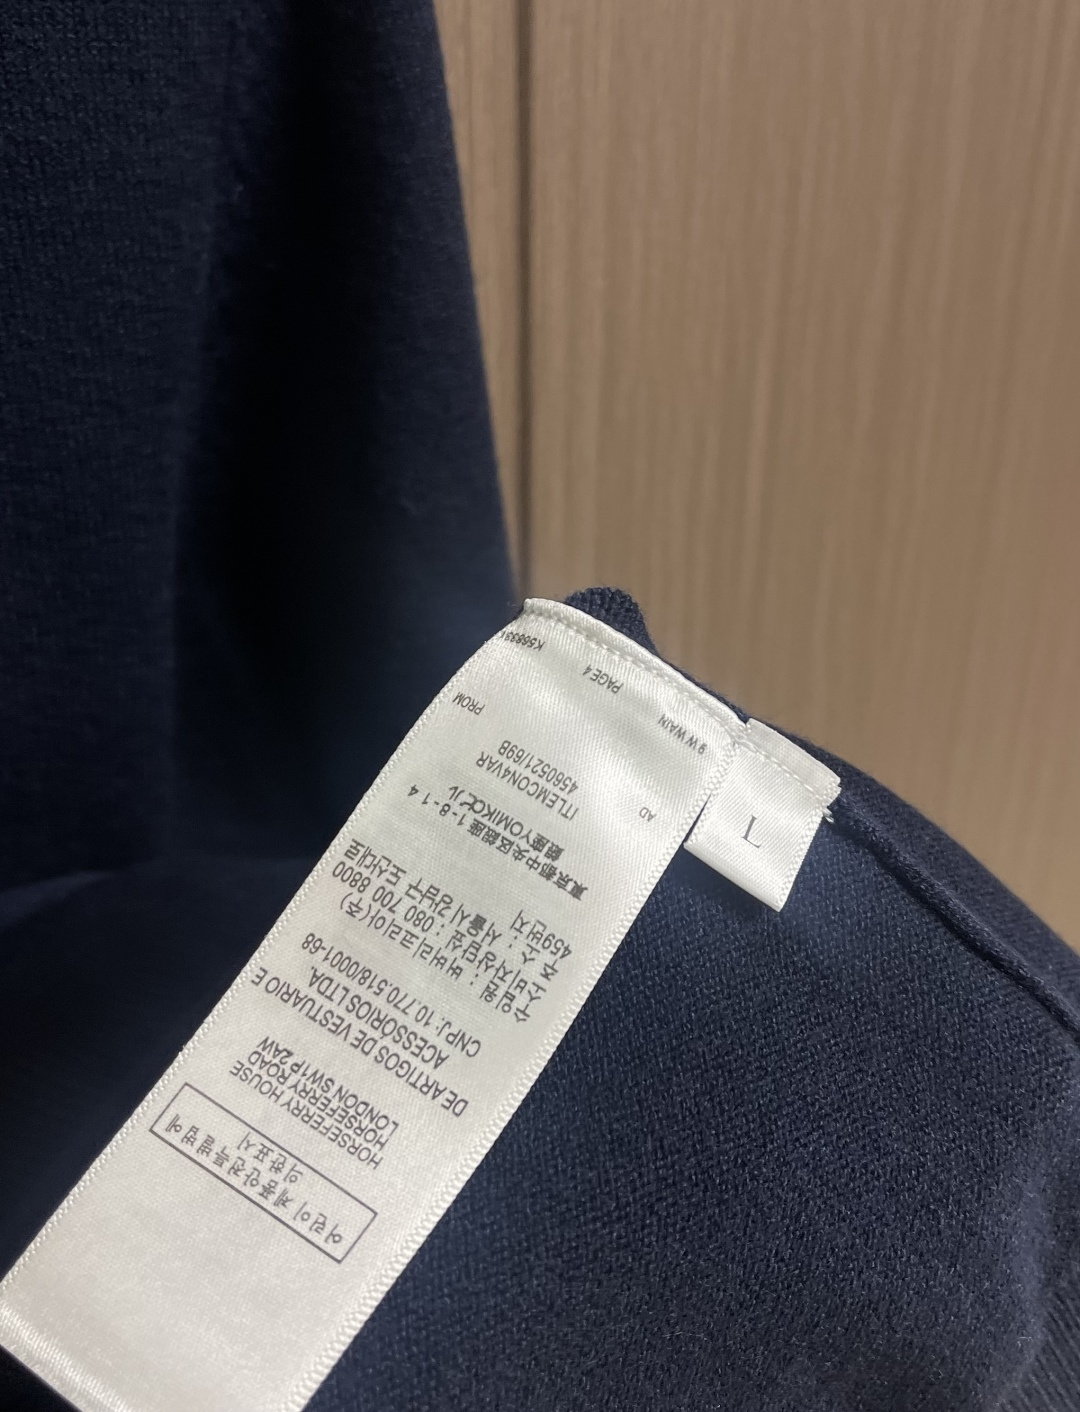 어린이제품안전특별법에
의한표시
HORSEFERRY HOUSE
HORSEFERRY ROAD
LONDON SW1P 2AW
DE ARTIGOS DE VESTUARIO E
ACESSÓRIOS LTDA.
CNPJ. 10.770.518/0001-68
수입원 : 버버리코리아(주)
소비자상담실 : 080 700 8800
주소 : 서울시 강남구 도산대로
459번지
東京都中央区銀座 1-8-14
銀座YOMIKOビル
ITLEMCON4VAR
4560521/69B
PROM
AD
9 W WAIN
PAGE 4
L